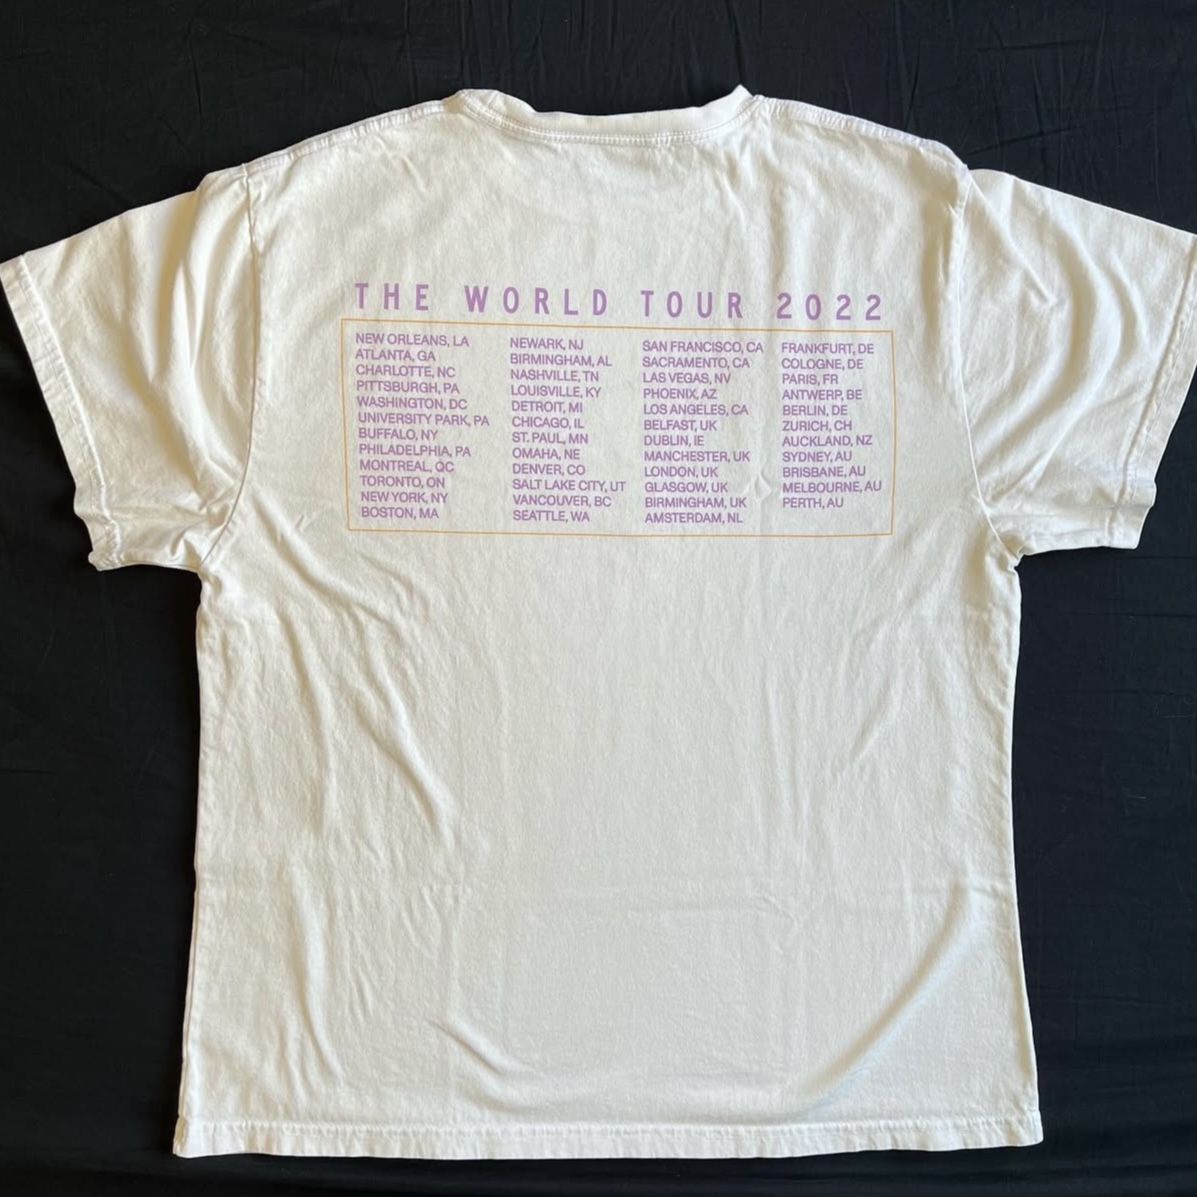 THE WORLD TOUR 2022
NEW ORLEANS, LA
ATLANTA, GA
CHARLOTTE, NC
PITTSBURGH, PA
WASHINGTON, DC
UNIVERSITY PARK, PA
BUFFALO, NY
PHILADELPHIA, PA
MONTREAL, QC
TORONTO, ON
NEW YORK, NY
BOSTON, MA
NEWARK, NJ
BIRMINGHAM, AL
NASHVILLE, TN
LOUISVILLE, KY
DETROIT, MI
CHICAGO, IL
ST. PAUL, MN
OMAHA, NE
DENVER, CO
SALT LAKE CITY, UT
VANCOUVER, BC
SEATTLE, WA
SAN FRANCISCO, CA
SACRAMENTO, CA
LAS VEGAS, NV
PHOENIX, AZ
LOS ANGELES, CA
BELFAST, UK
DUBLIN, IE
MANCHESTER, UK
LONDON, UK
GLASGOW, UK
BIRMINGHAM, UK
AMSTERDAM, NL
FRANKFURT, DE
COLOGNE, DE
PARIS, FR
ANTWERP, BE
BERLIN, DE
ZURICH, CH
AUCKLAND, NZ
SYDNEY, AU
BRISBANE, AU
MELBOURNE, AU
PERTH, AU